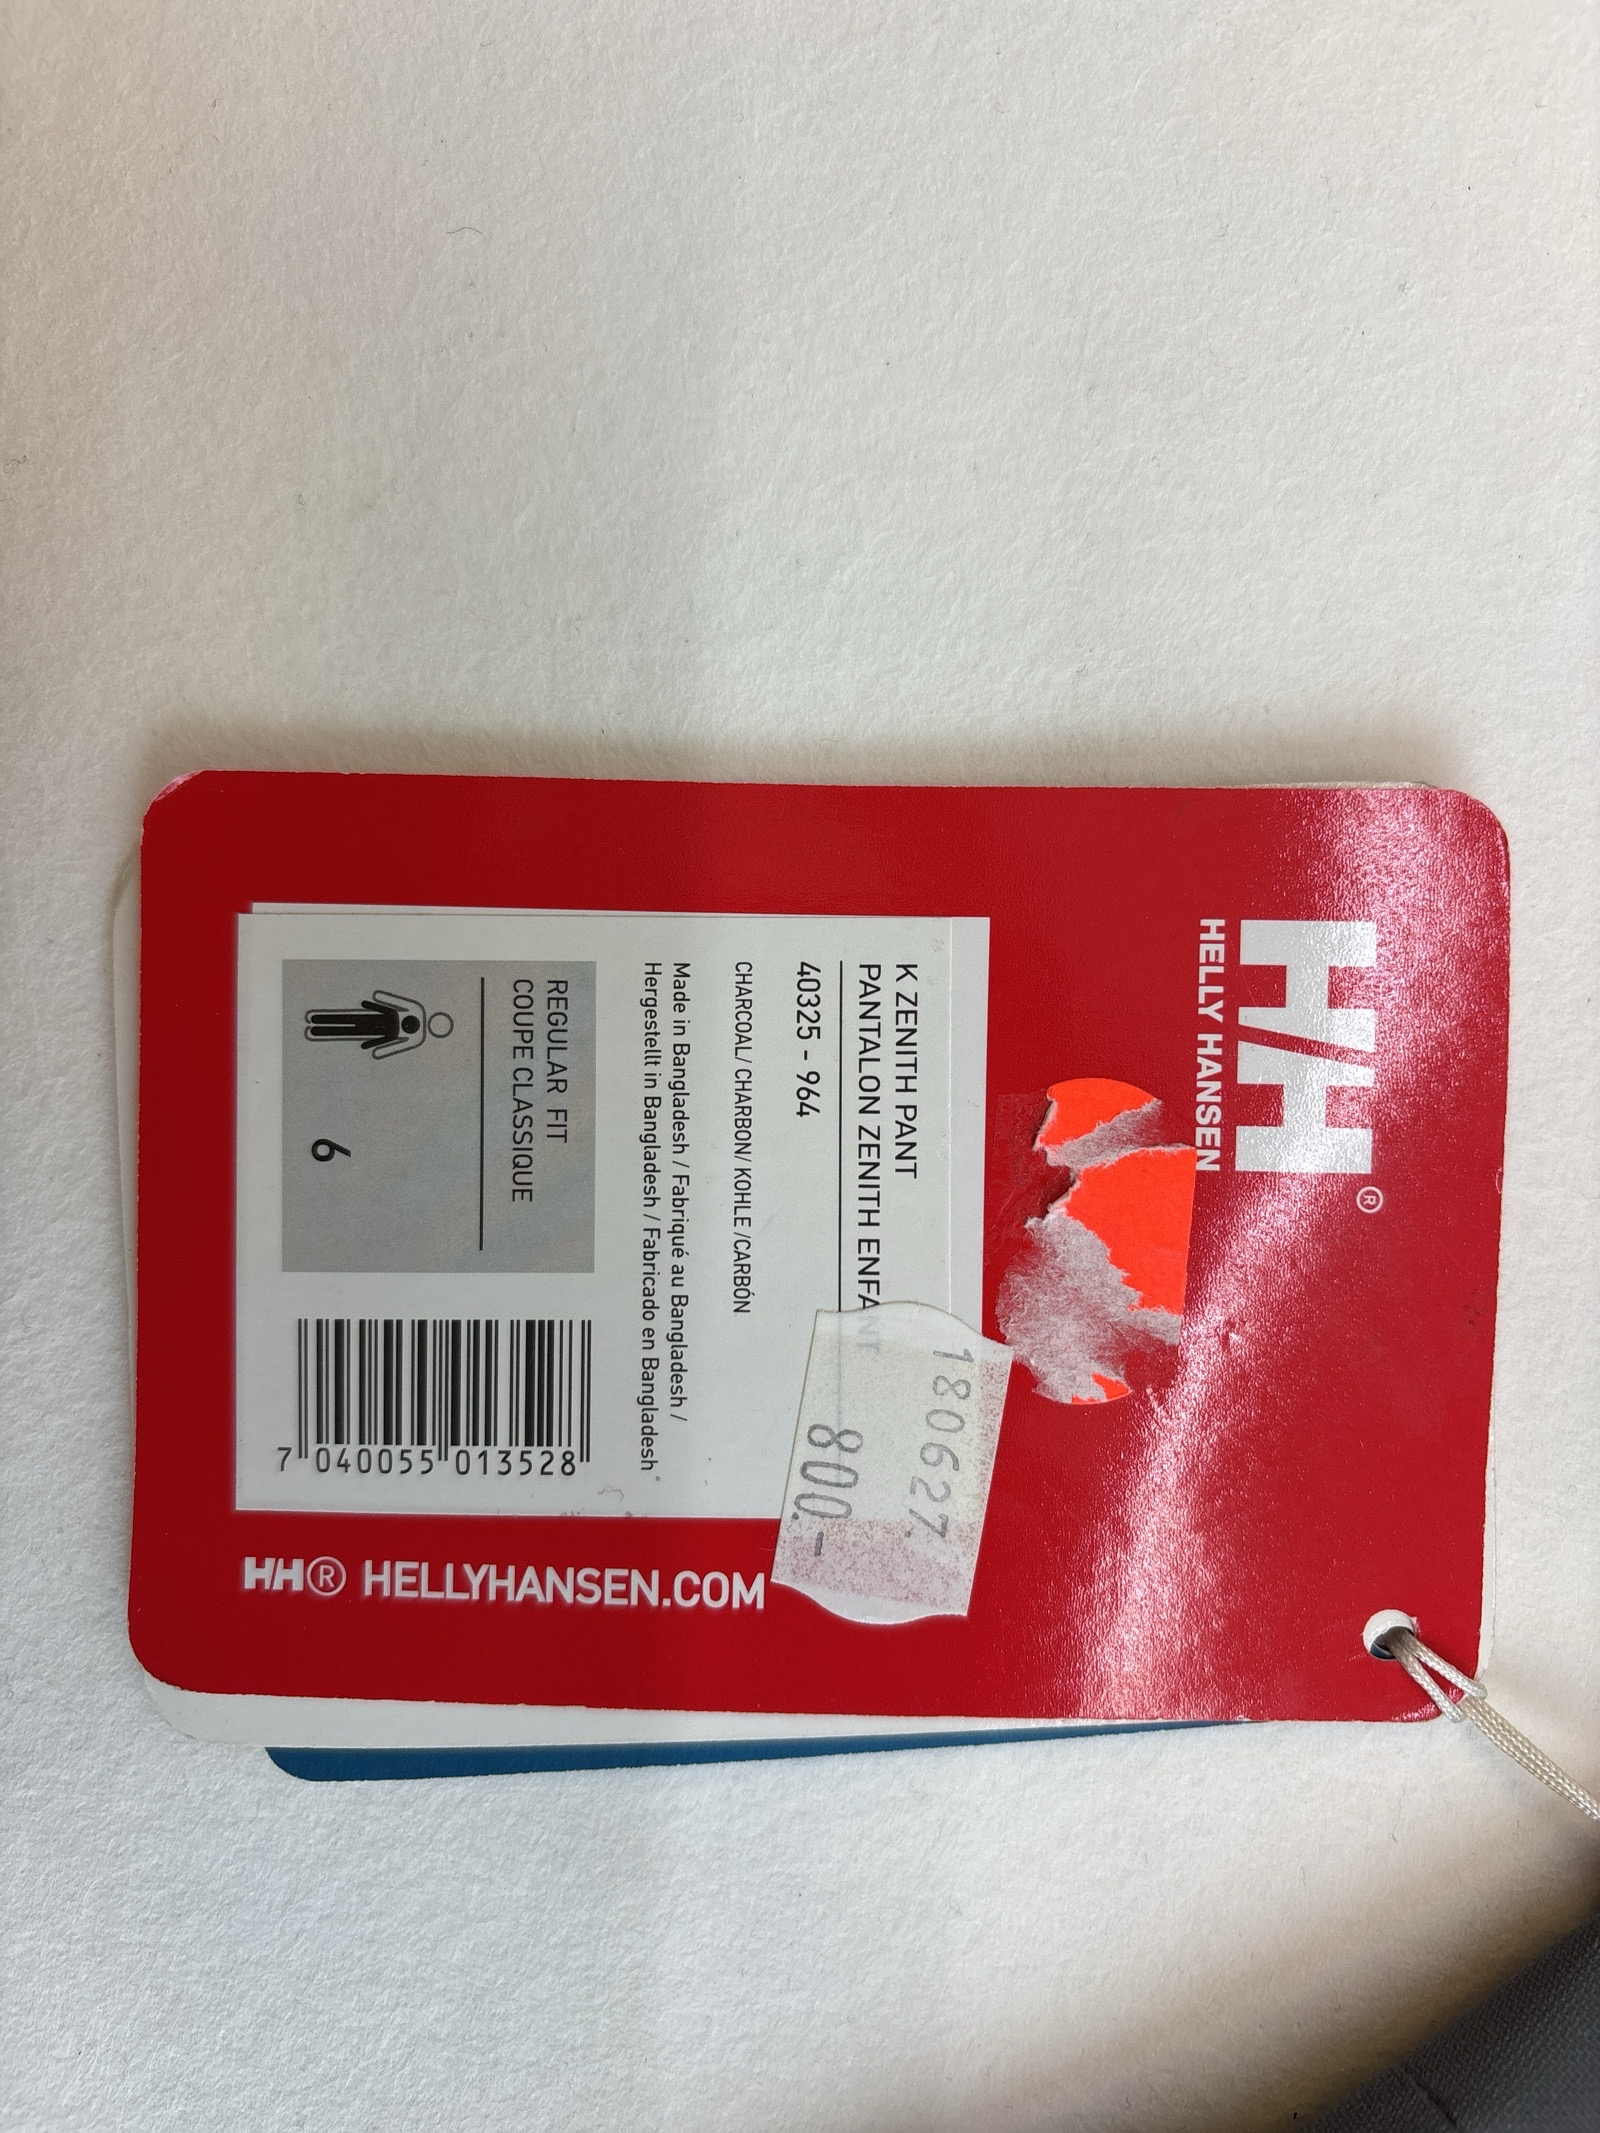 HH®
HELLY HANSEN
180627.
800.-
K ZENITH PANT
PANTALON ZENITH ENFANT
40325 - 964
CHARCOAL/ CHARBON/ KOHLE /CARBÓN
Made in Bangladesh / Fabriqué au Bangladesh /
Hergestellt in Bangladesh / Fabricado en Bangladesh
REGULAR FIT
COUPE CLASSIQUE
6
7 040055 013528
HH® HELLYHANSEN.COM